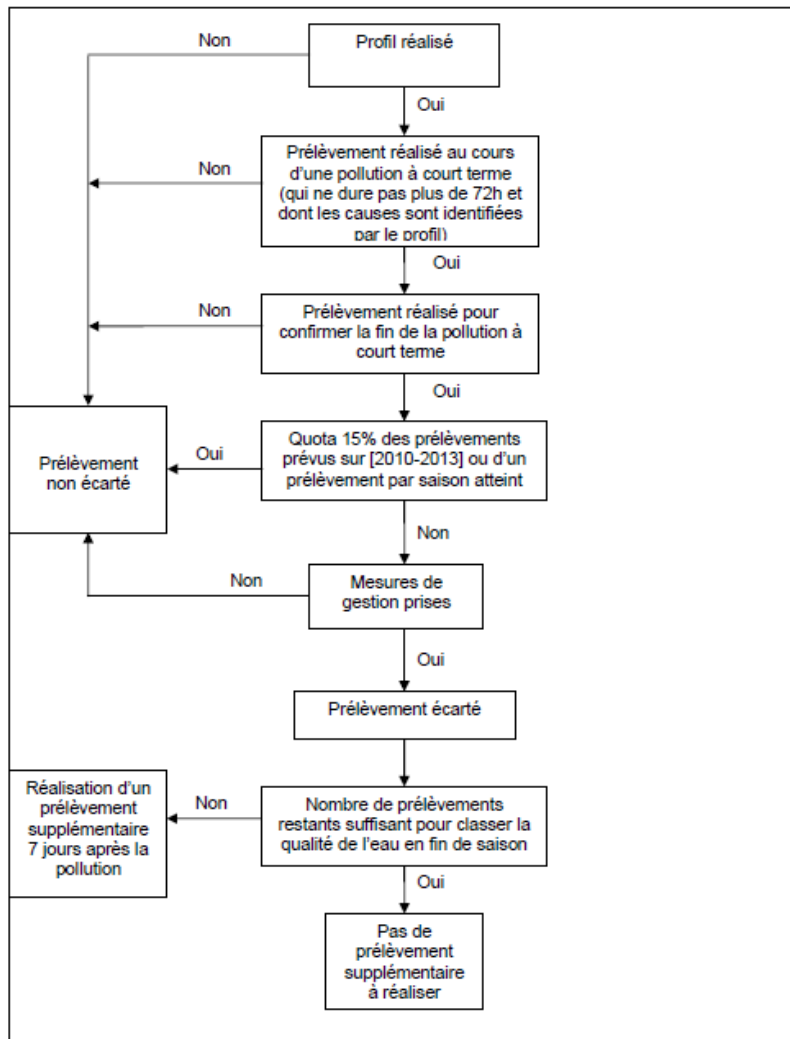 Non
Profil réalisé
Oui
Non
Prélèvement réalisé au cours
d'une pollution à court terme
(qui ne dure pas plus de 72h et
dont les causes sont identifiées
par le profil)
Oui
Non
Prélèvement réalisé pour
confirmer la fin de la pollution à
court terme
Oui
Prélèvement
non écarté
Oui
Quota 15% des prélèvements
prévus sur [2010-2013] ou d'un
prélèvement par saison atteint
Non
Non
Mesures de
gestion prises
Oui
Prélèvement écarté
Réalisation d'un
prélèvement
supplémentaire
7 jours après la
pollution
Non
Nombre de prélèvements
restants suffisant pour classer la
qualité de l'eau en fin de saison
Oui
Pas de
prélèvement
supplémentaire
à réaliser